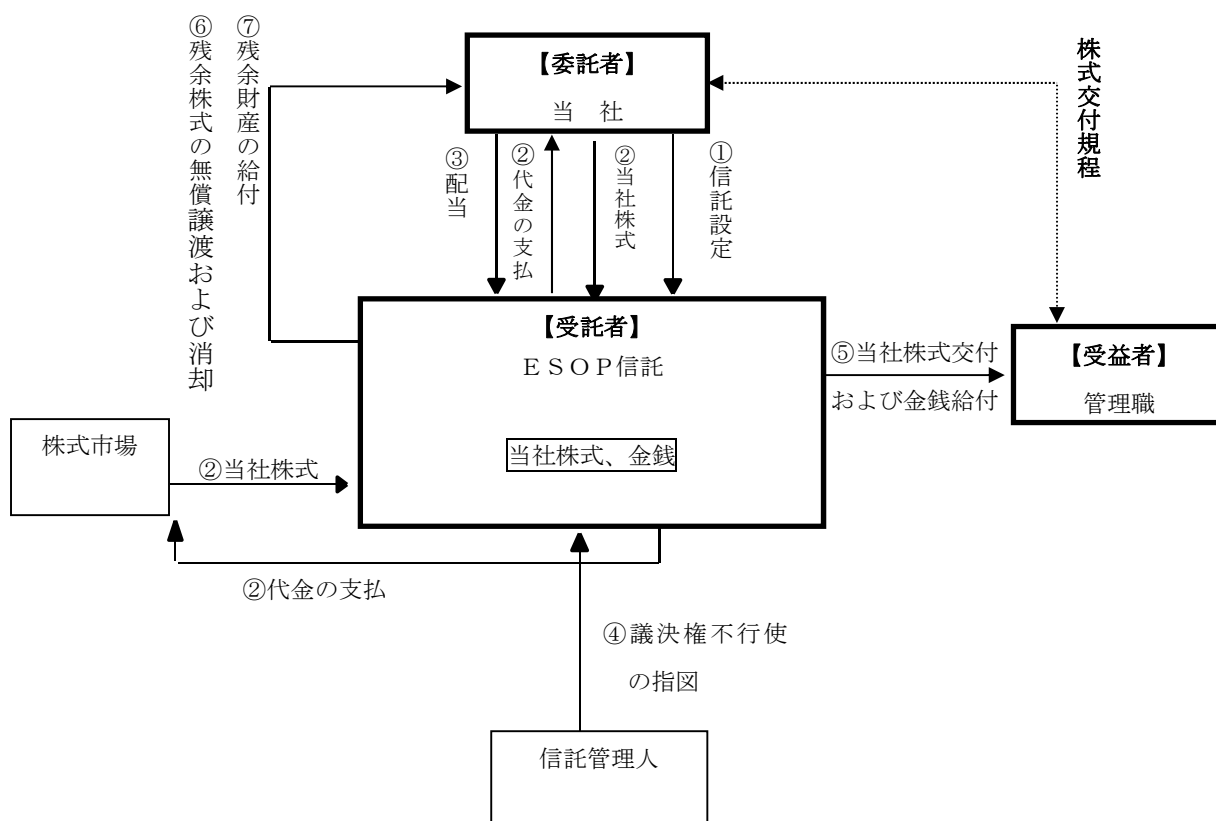 ⑥残余株式の無償譲渡および消却
⑦残余財産の給付
【委託者】
当 社
株式交付規程
③配当
②代金の支払
②当社株式
①信託設定
【受託者】
ＥＳＯＰ信託
当社株式、金銭
⑤当社株式交付
および金銭給付
【受益者】
管理職
株式市場
②当社株式
②代金の支払
④議決権不行使
の指図
信託管理人